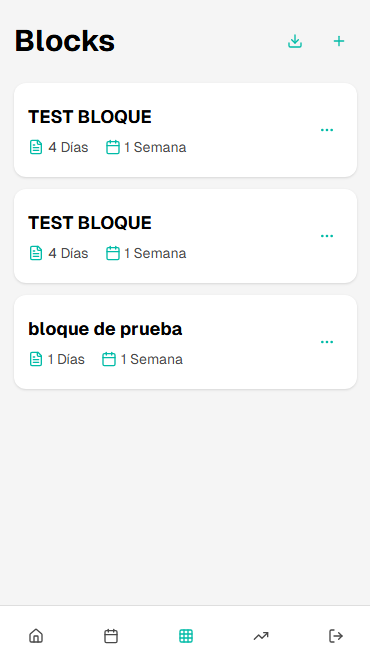 Blocks
TEST BLOQUE
4 Días 1 Semana
TEST BLOQUE
4 Días 1 Semana
bloque de prueba
1 Días 1 Semana